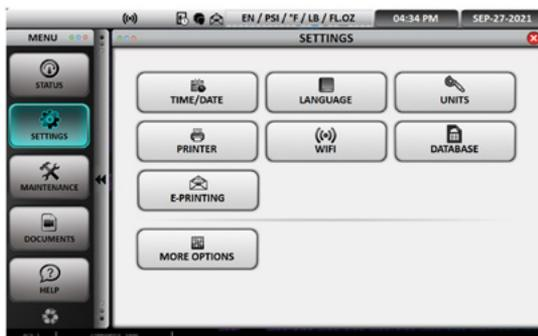 EN / PSI / °F / LB / FL.OZ
04:34 PM
SEP-27-2021
MENU
SETTINGS
STATUS
SETTINGS
MAINTENANCE
DOCUMENTS
HELP
TIME/DATE
LANGUAGE
UNITS
PRINTER
WIFI
DATABASE
E-PRINTING
MORE OPTIONS